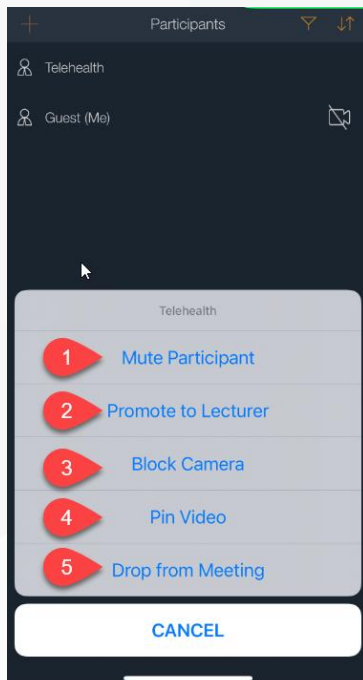 Participants
Telehealth
Guest (Me)
Telehealth
1 Mute Participant
2 Promote to Lecturer
3 Block Camera
4 Pin Video
5 Drop from Meeting
CANCEL